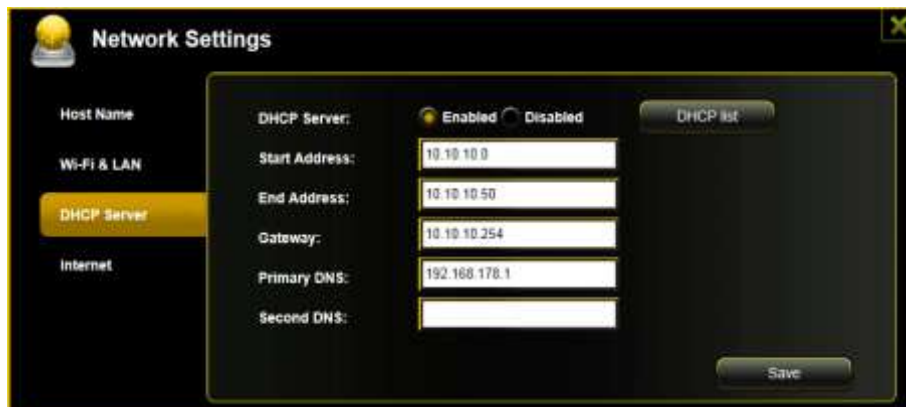 Network Settings
Host Name
Wi-Fi & LAN
DHCP Server
Internet
DHCP Server: Enabled Disabled DHCP list
Start Address: 10.10.10.0
End Address: 10.10.10.50
Gateway: 10.10.10.254
Primary DNS: 192.168.178.1
Second DNS:
Save